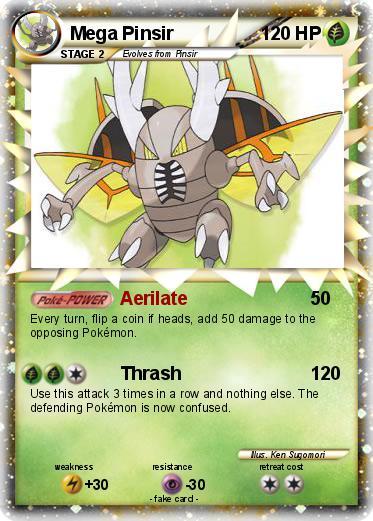 Mega Pinsir 120 HP
STAGE 2 Evolves from Pinsir
Poké-POWER Aerilate 50
Every turn, flip a coin if heads, add 50 damage to the
opposing Pokémon.
Thrash 120
Use this attack 3 times in a row and nothing else. The
defending Pokémon is now confused.
Illus. Ken Sugomori
weakness resistance retreat cost
+30 -30
- fake card -